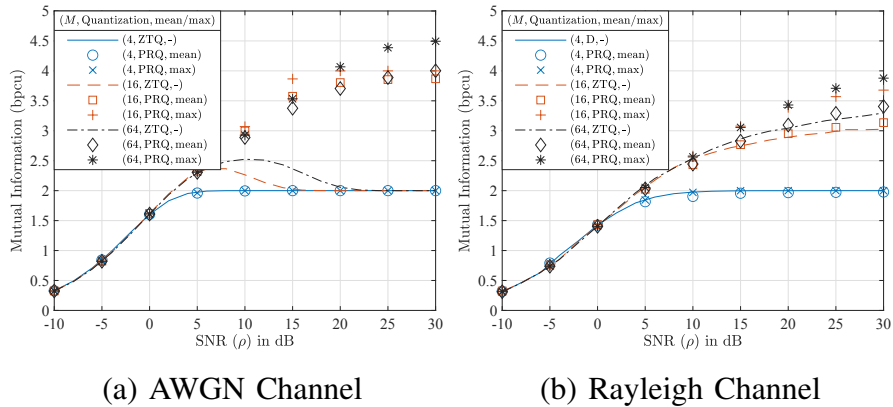 (M, Quantization, mean/max)
(4, ZTQ, -)
(4, PRQ, mean)
(4, PRQ, max)
(16, ZTQ, -)
(16, PRQ, mean)
(16, PRQ, max)
(64, ZTQ, -)
(64, PRQ, mean)
(64, PRQ, max)
Mutual Information (bpcu)
5
4.5
4
3.5
3
2.5
2
1.5
1
0.5
0
-10 -5 0 5 10 15 20 25 30
SNR (ρ) in dB
(a) AWGN Channel
(M, Quantization, mean/max)
(4, D, -)
(4, PRQ, mean)
(4, PRQ, max)
(16, ZTQ, -)
(16, PRQ, mean)
(16, PRQ, max)
(64, ZTQ, -)
(64, PRQ, mean)
(64, PRQ, max)
Mutual Information (bpcu)
5
4.5
4
3.5
3
2.5
2
1.5
1
0.5
0
-10 -5 0 5 10 15 20 25 30
SNR (ρ) in dB
(b) Rayleigh Channel